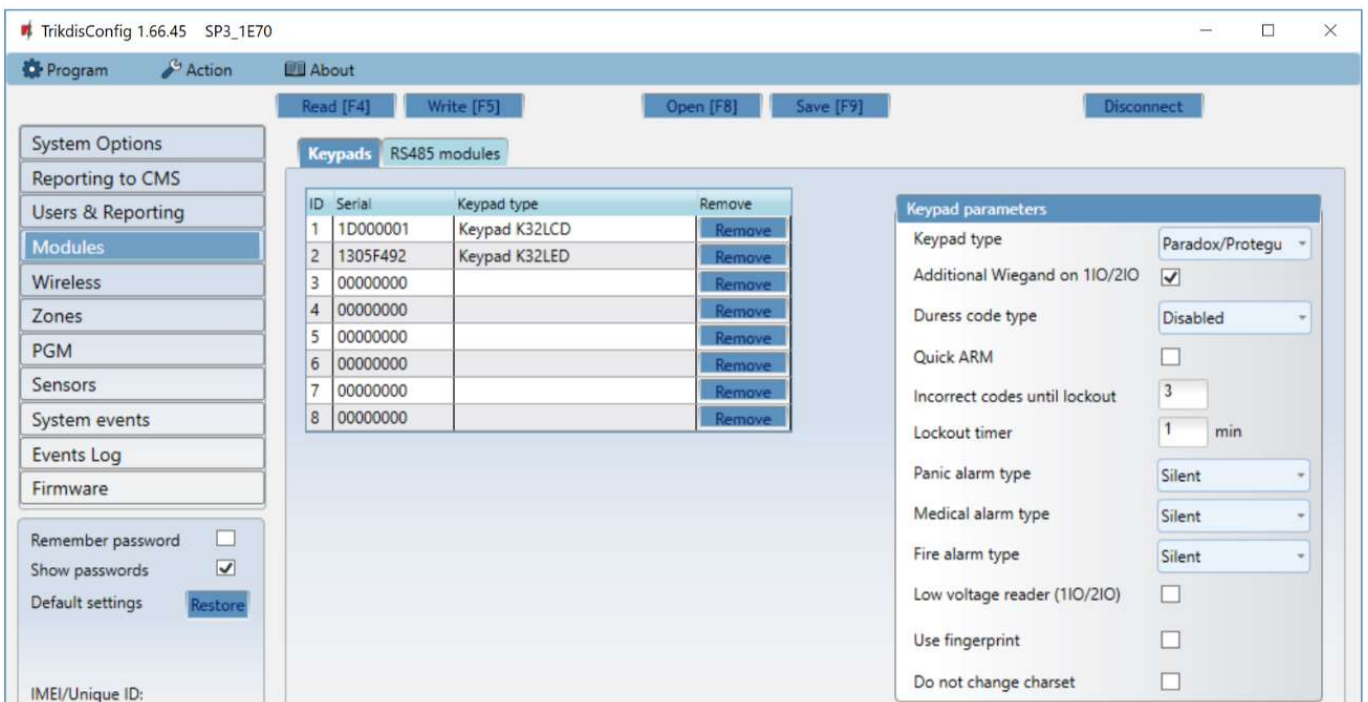 TrikdisConfig 1.66.45 SP3_1E70
Program Action About
Read [F4] Write [F5] Open [F8] Save [F9] Disconnect
System Options
Reporting to CMS
Users & Reporting
Modules
Wireless
Zones
PGM
Sensors
System events
Events Log
Firmware
Remember password
Show passwords
Default settings Restore
IMEI/Unique ID:
Keypads RS485 modules
ID Serial Keypad type Remove
1 1D000001 Keypad K32LCD Remove
2 1305F492 Keypad K32LED Remove
3 00000000 Remove
4 00000000 Remove
5 00000000 Remove
6 00000000 Remove
7 00000000 Remove
8 00000000 Remove
Keypad parameters
Keypad type Paradox/Protegu
Additional Wiegand on 1IO/2IO
Duress code type Disabled
Quick ARM
Incorrect codes until lockout 3
Lockout timer 1 min
Panic alarm type Silent
Medical alarm type Silent
Fire alarm type Silent
Low voltage reader (1IO/2IO)
Use fingerprint
Do not change charset